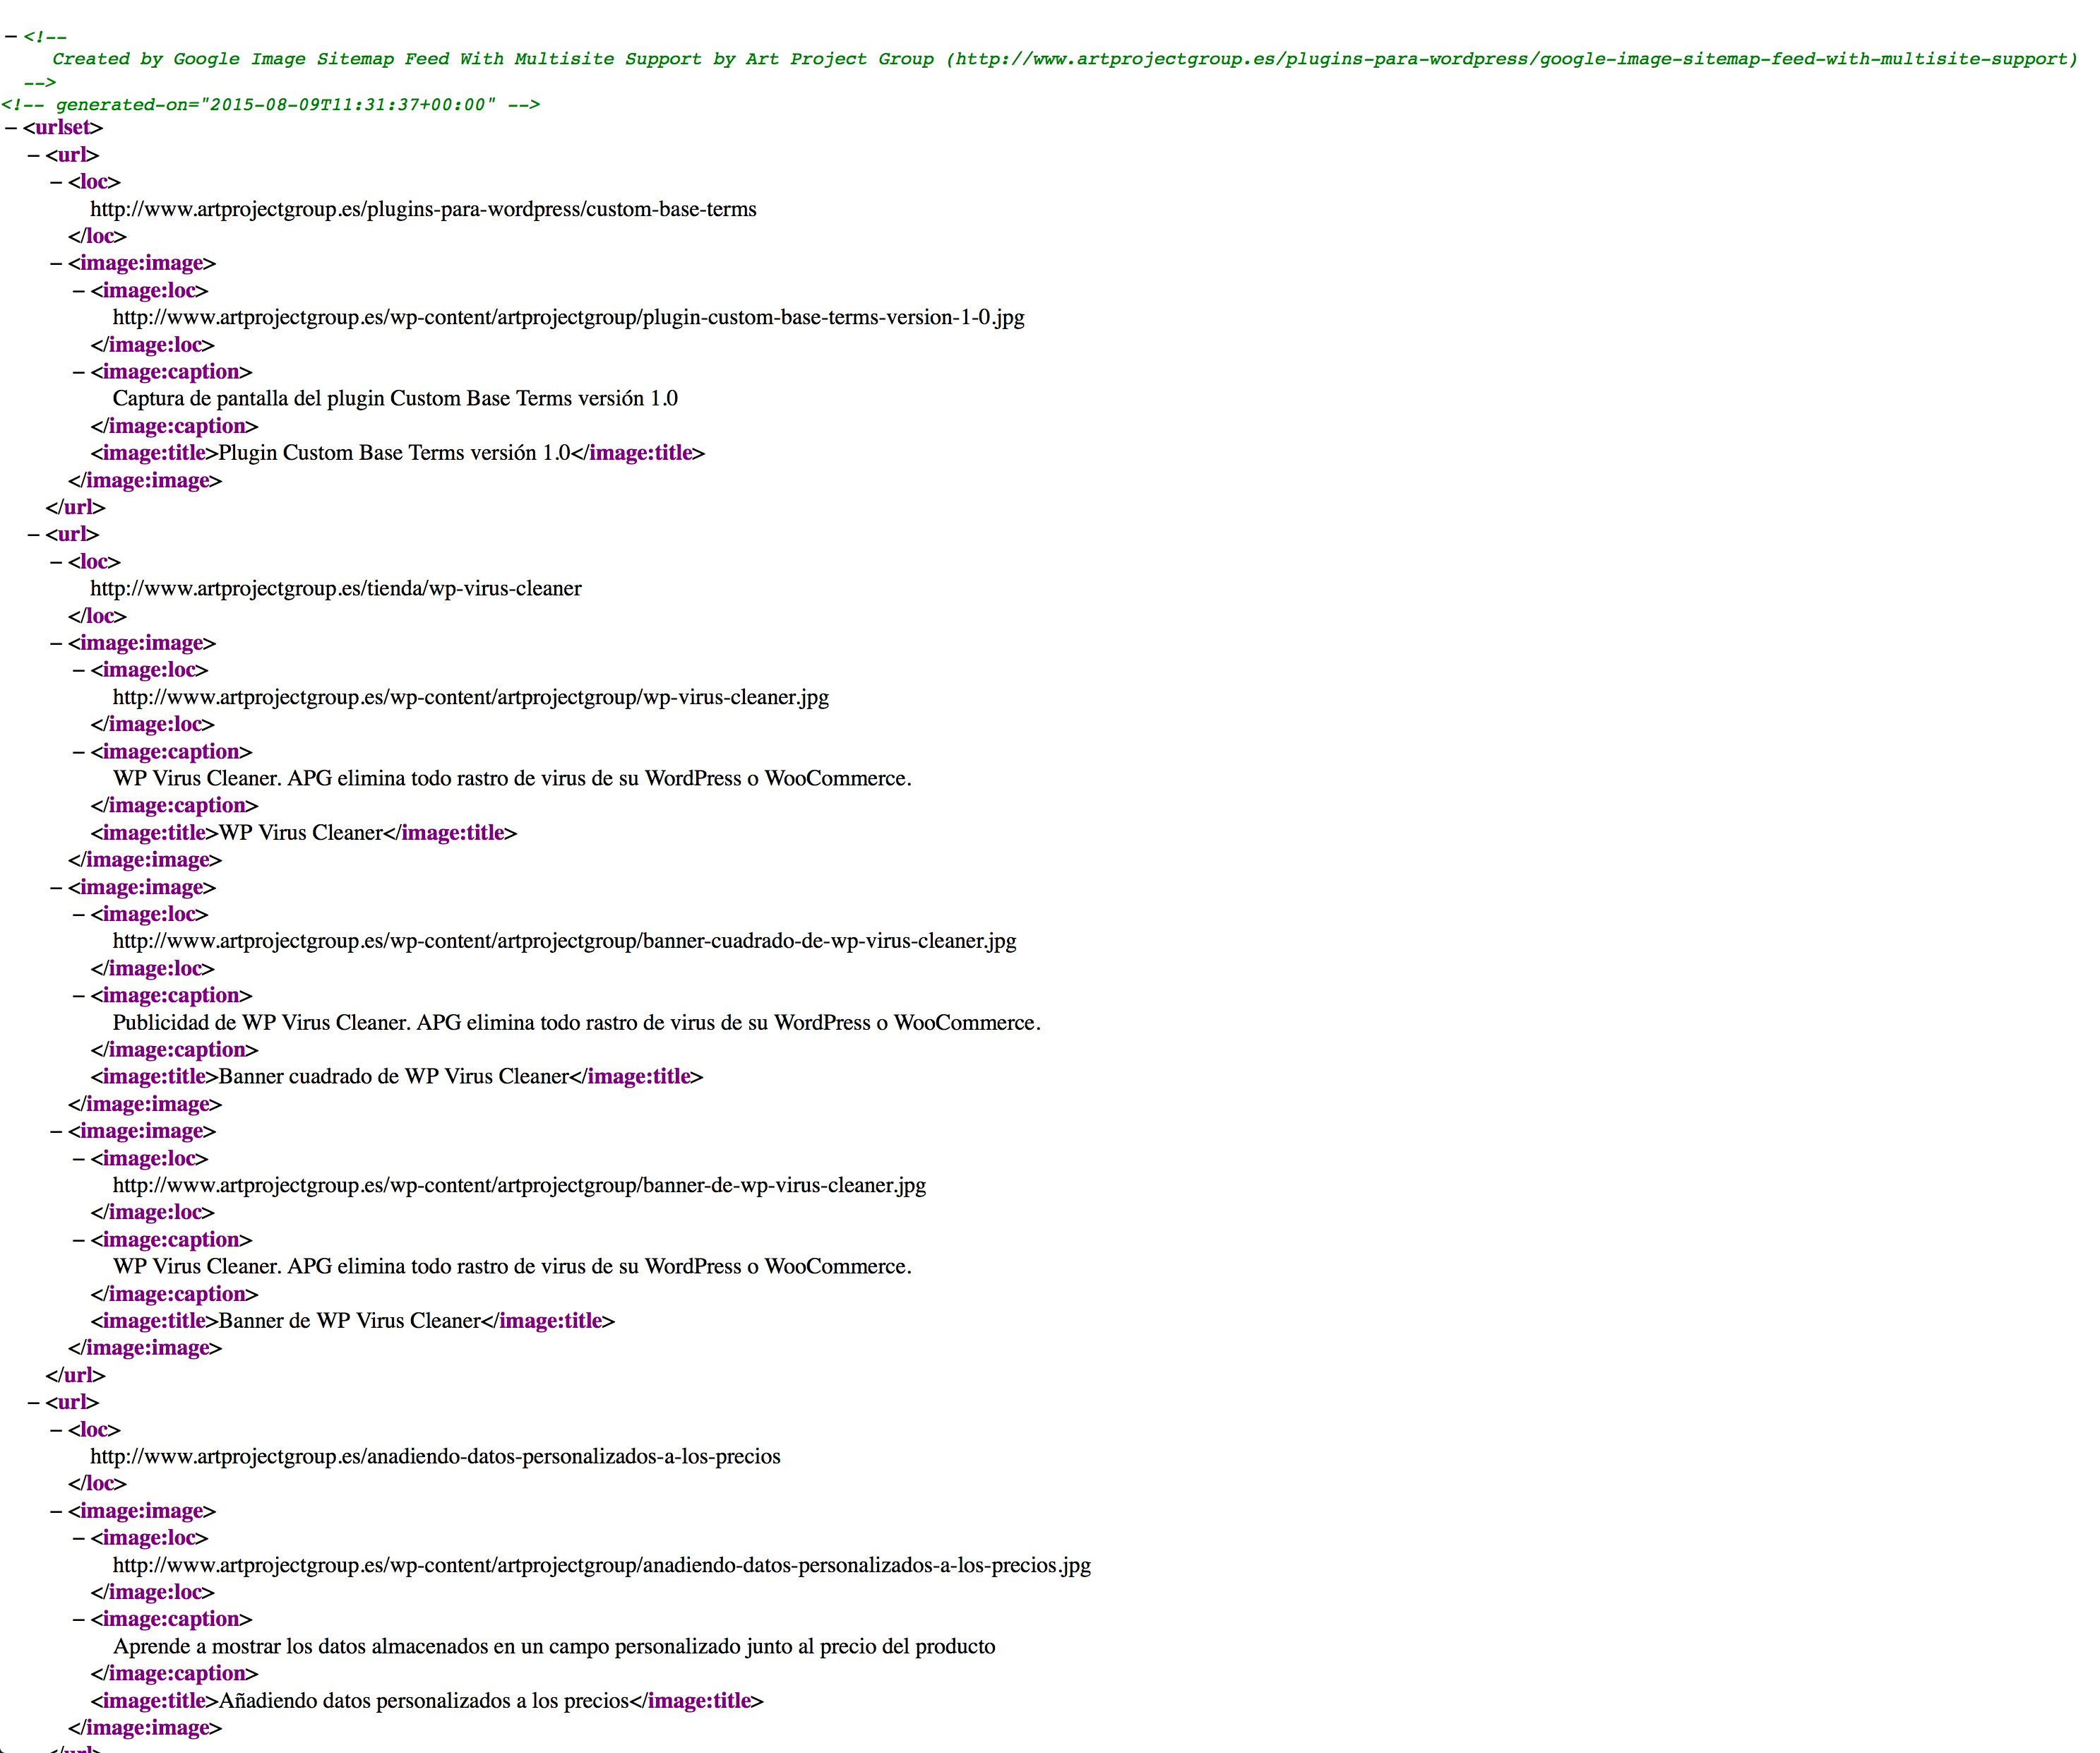 − <!--
Created by Google Image Sitemap Feed With Multisite Support by Art Project Group (http://www.artprojectgroup.es/plugins-para-wordpress/google-image-sitemap-feed-with-multisite-support)
-->
<!-- generated-on="2015-08-09T11:31:37+00:00" -->
− <urlset>
− <url>
− <loc>
http://www.artprojectgroup.es/plugins-para-wordpress/custom-base-terms
</loc>
− <image:image>
− <image:loc>
http://www.artprojectgroup.es/wp-content/artprojectgroup/plugin-custom-base-terms-version-1-0.jpg
</image:loc>
− <image:caption>
Captura de pantalla del plugin Custom Base Terms versión 1.0
</image:caption>
<image:title>Plugin Custom Base Terms versión 1.0</image:title>
</image:image>
</url>
− <url>
− <loc>
http://www.artprojectgroup.es/tienda/wp-virus-cleaner
</loc>
− <image:image>
− <image:loc>
http://www.artprojectgroup.es/wp-content/artprojectgroup/wp-virus-cleaner.jpg
</image:loc>
− <image:caption>
WP Virus Cleaner. APG elimina todo rastro de virus de su WordPress o WooCommerce.
</image:caption>
<image:title>WP Virus Cleaner</image:title>
</image:image>
− <image:image>
− <image:loc>
http://www.artprojectgroup.es/wp-content/artprojectgroup/banner-cuadrado-de-wp-virus-cleaner.jpg
</image:loc>
− <image:caption>
Publicidad de WP Virus Cleaner. APG elimina todo rastro de virus de su WordPress o WooCommerce.
</image:caption>
<image:title>Banner cuadrado de WP Virus Cleaner</image:title>
</image:image>
− <image:image>
− <image:loc>
http://www.artprojectgroup.es/wp-content/artprojectgroup/banner-de-wp-virus-cleaner.jpg
</image:loc>
− <image:caption>
WP Virus Cleaner. APG elimina todo rastro de virus de su WordPress o WooCommerce.
</image:caption>
<image:title>Banner de WP Virus Cleaner</image:title>
</image:image>
</url>
− <url>
− <loc>
http://www.artprojectgroup.es/anadiendo-datos-personalizados-a-los-precios
</loc>
− <image:image>
− <image:loc>
http://www.artprojectgroup.es/wp-content/artprojectgroup/anadiendo-datos-personalizados-a-los-precios.jpg
</image:loc>
− <image:caption>
Aprende a mostrar los datos almacenados en un campo personalizado junto al precio del producto
</image:caption>
<image:title>Añadiendo datos personalizados a los precios</image:title>
</image:image>
</url>